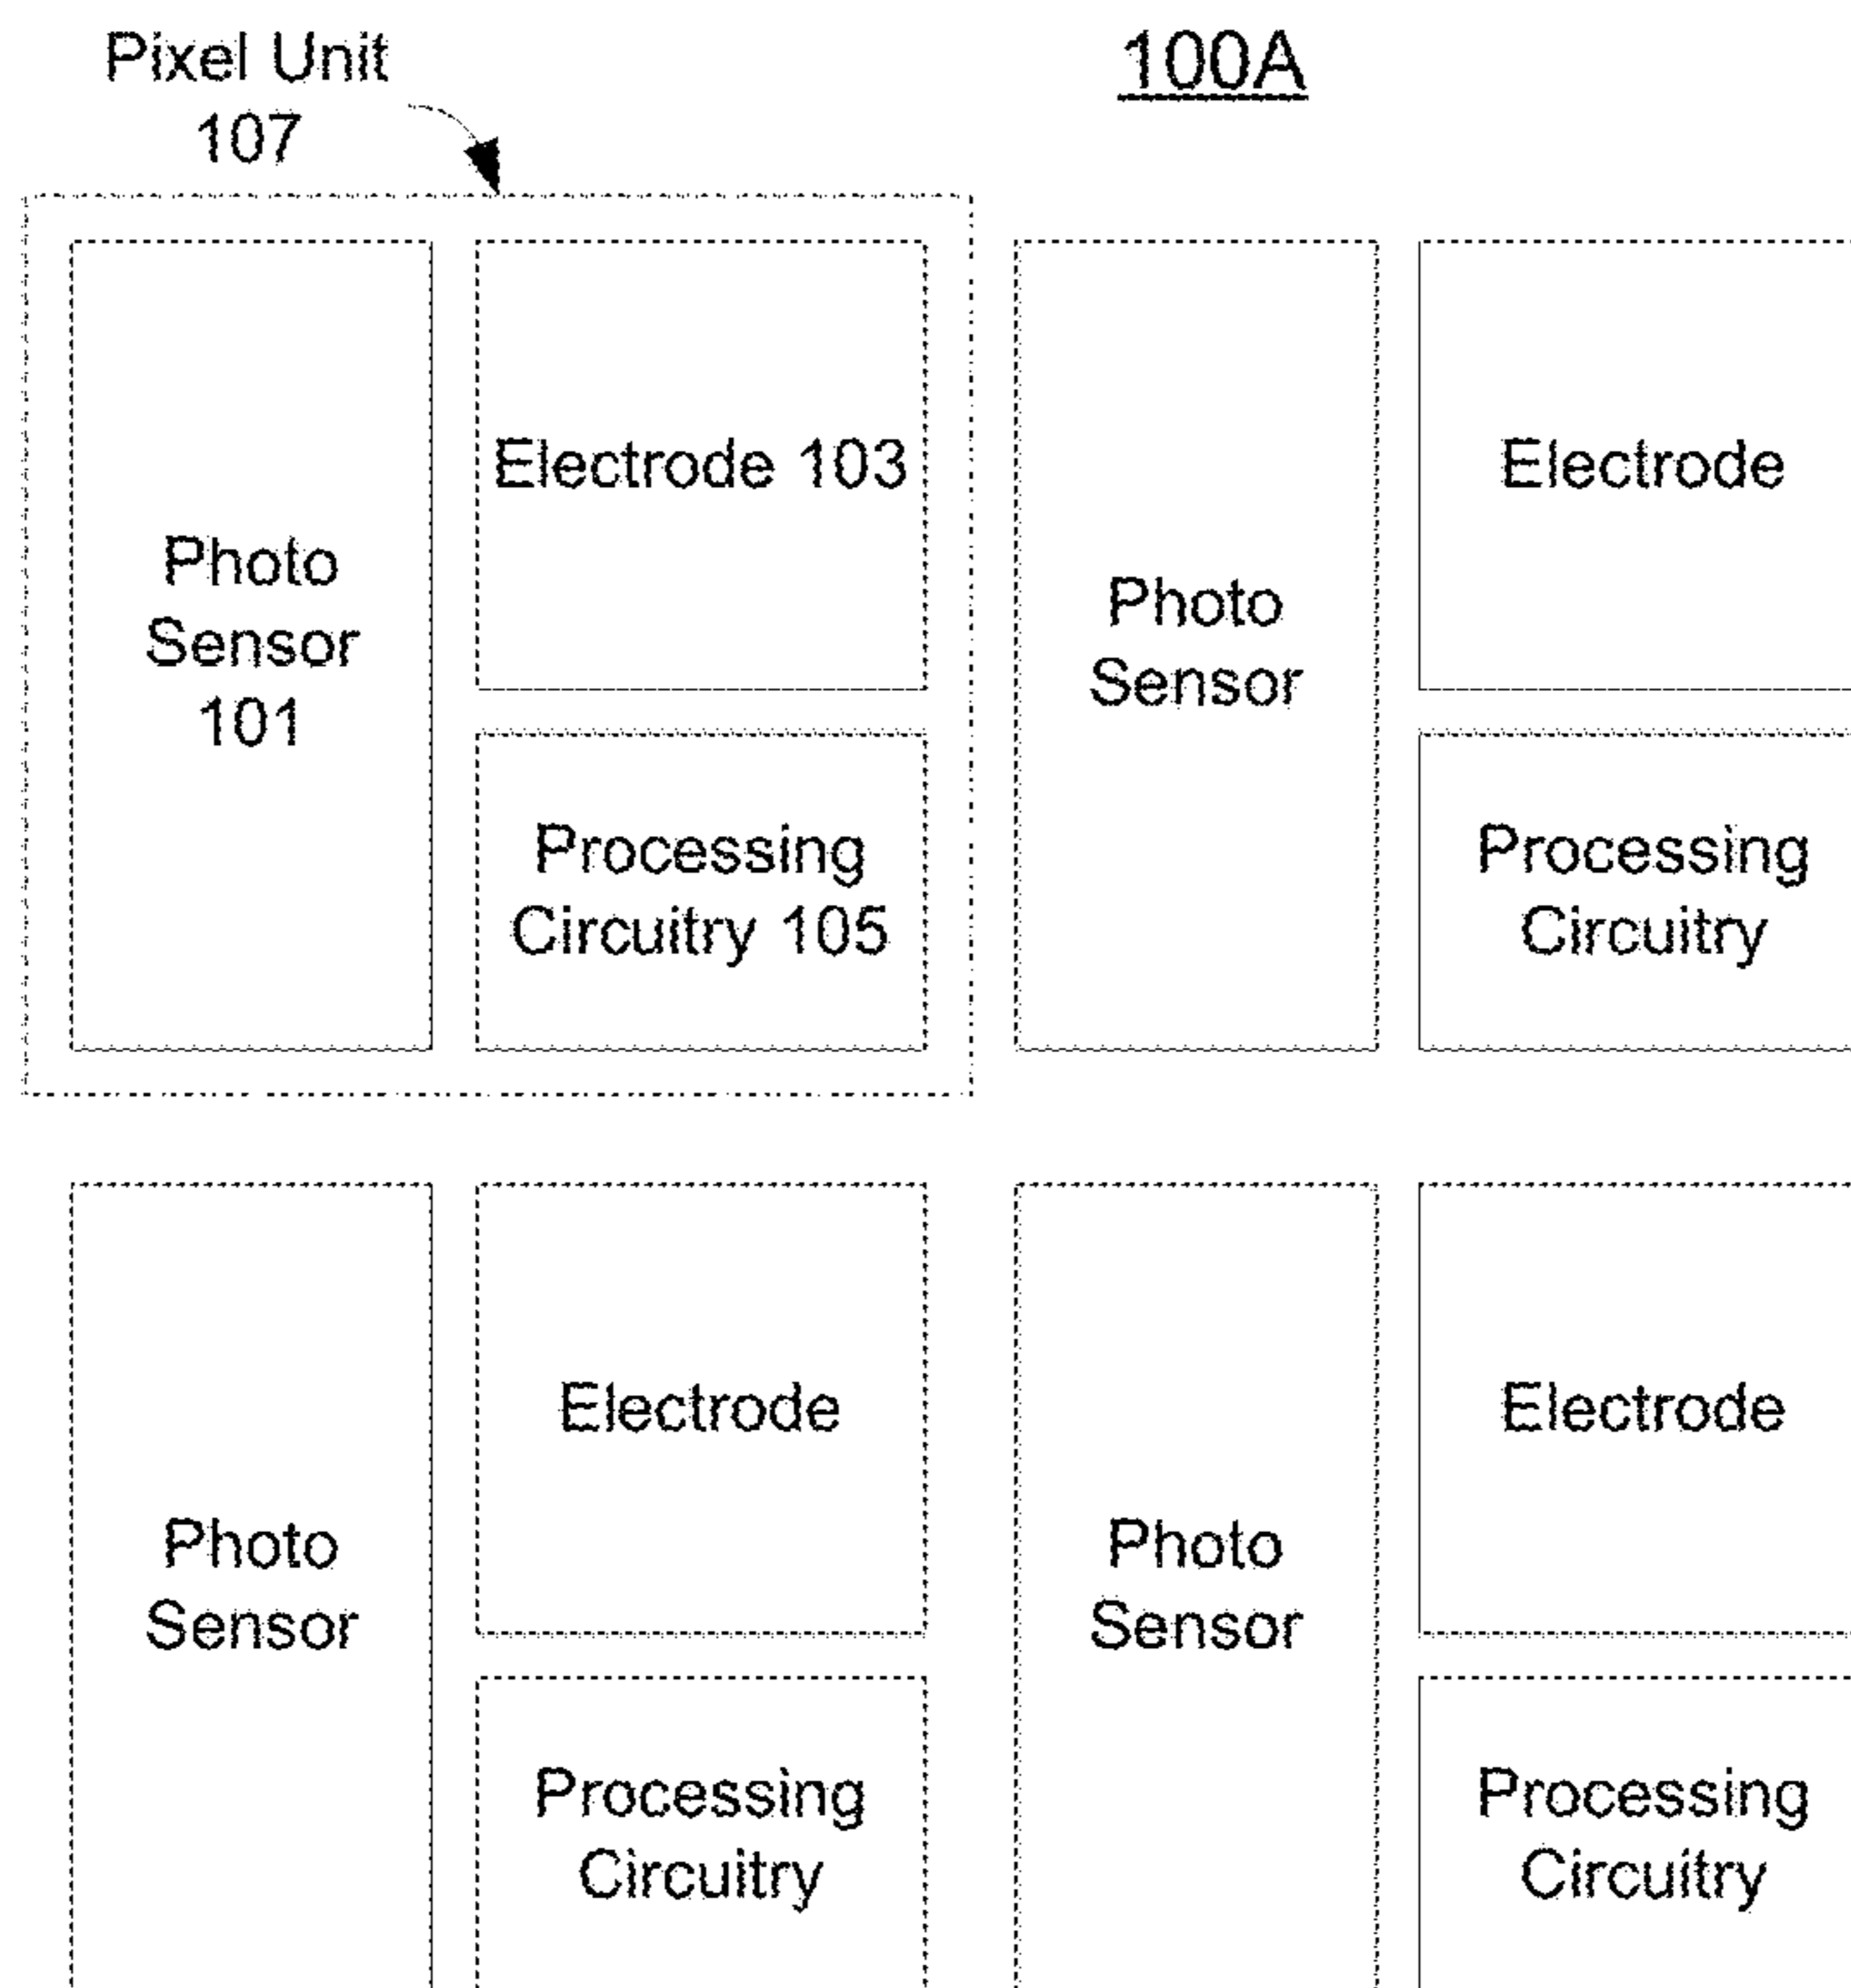 Pixel Unit
107
100A
Photo
Sensor
101
Electrode 103
Processing
Circuitry 105
Photo
Sensor
Electrode
Processing
Circuitry
Photo
Sensor
Electrode
Processing
Circuitry
Photo
Sensor
Electrode
Processing
Circuitry